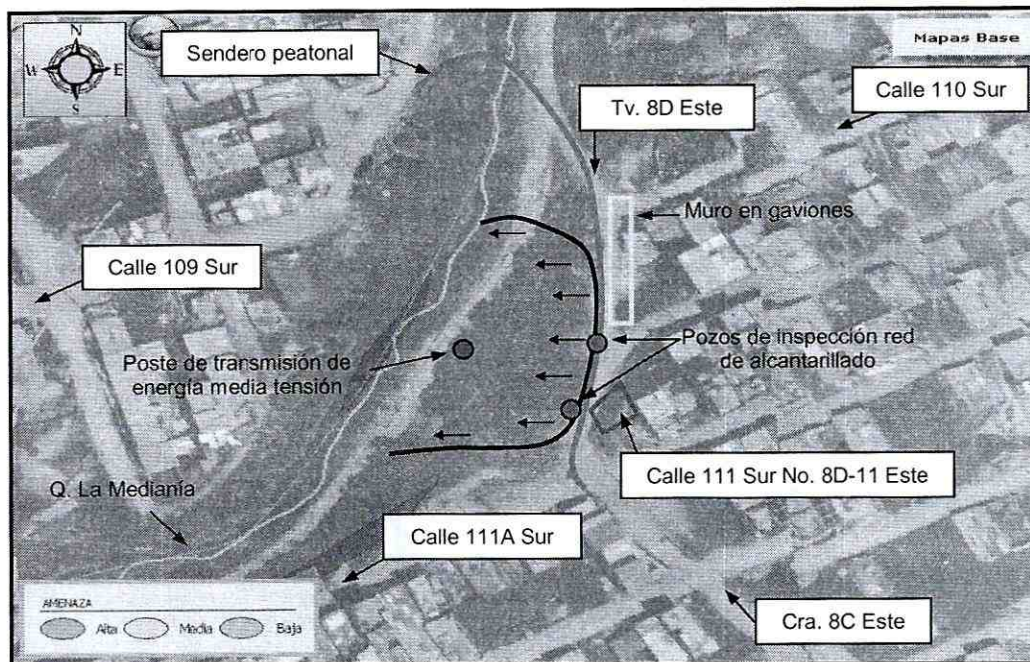 N
W E
S
Sendero peatonal
Mapas Base
Calle 110 Sur
Tv. 8D Este
Muro en gaviones
Calle 109 Sur
Poste de transmisión de
energía media tensión
Pozos de inspección red
de alcantarillado
Calle 111 Sur No. 8D-11 Este
Q. La Medianía
Calle 111A Sur
Cra. 8C Este
AMENAZA
Alta Media Baja